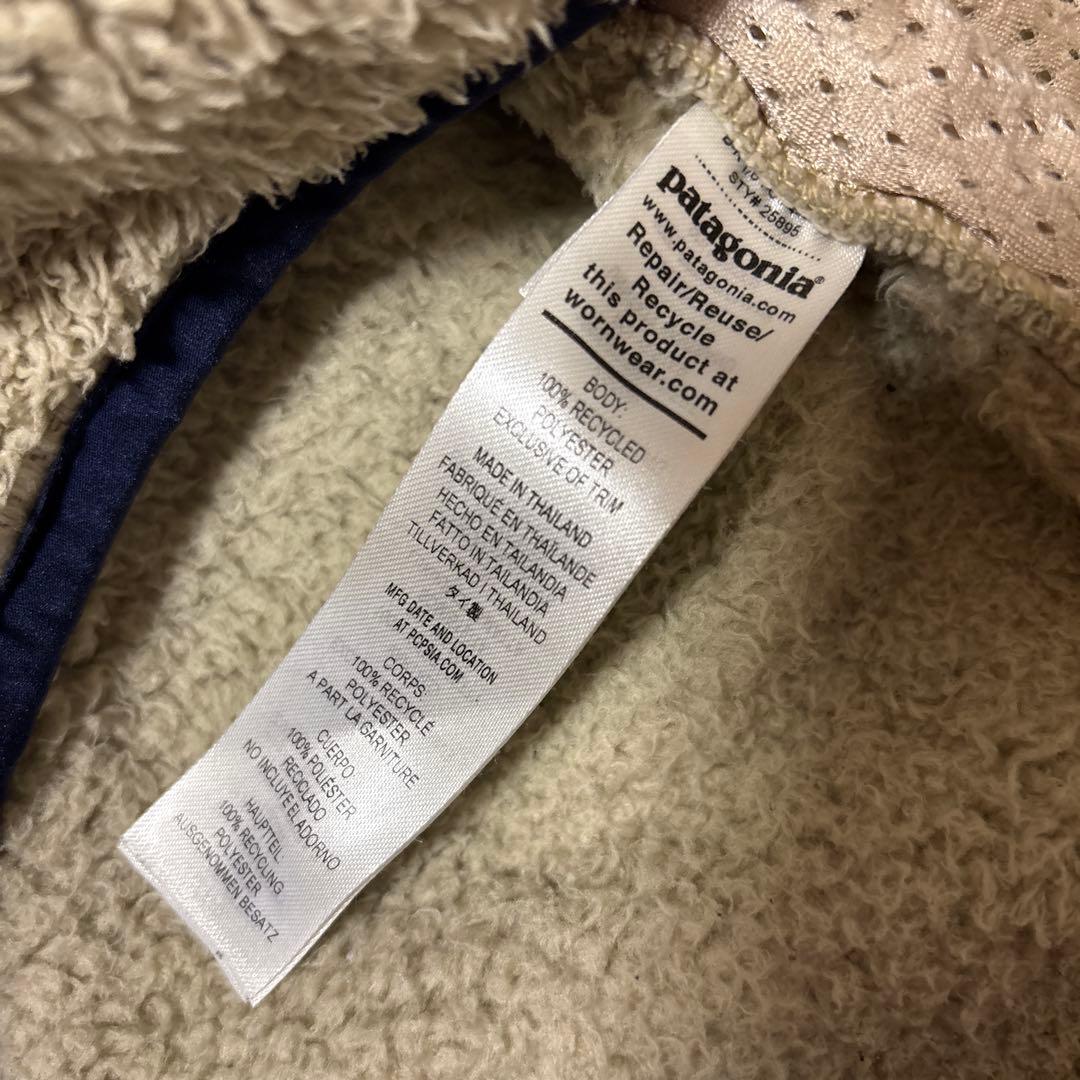 STY# 25895
patagonia®
www.patagonia.com
Repair/Reuse/
Recycle
this product at
wornwear.com
BODY:
100% RECYCLED
POLYESTER
EXCLUSIVE OF TRIM
MADE IN THAILAND
FABRIQUÉ EN THAÏLANDE
HECHO EN TAILANDIA
FATTO IN TAILANDIA
TILLVERKAD I THAILAND
タイ製
MFG DATE AND LOCATION
AT PCPSIA.COM
CORPS:
100% RECYCLÉ
POLYESTER
A PART LA GARNITURE
CUERPO:
100% POLIÉSTER
RECICLADO
NO INCLUYE EL ADORNO
HAUPTTEIL:
100% RECYCLING
POLYESTER
AUSGENOMMEN BESATZ